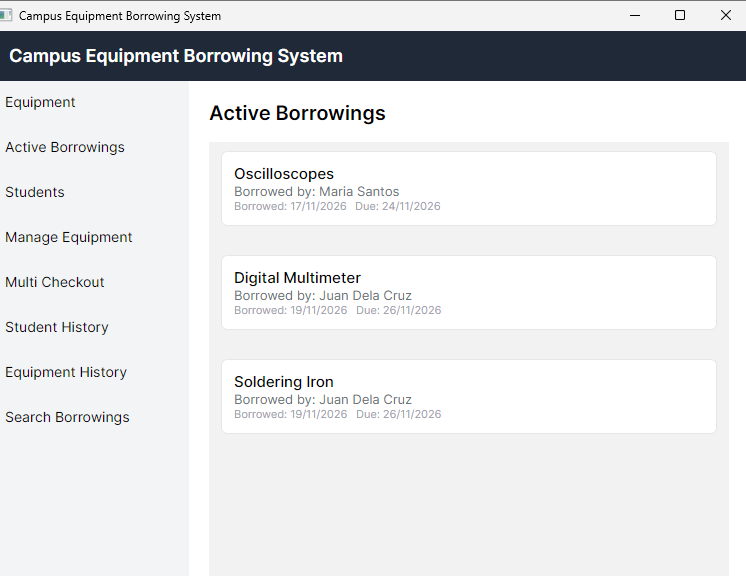 Campus Equipment Borrowing System
Campus Equipment Borrowing System
Equipment
Active Borrowings
Students
Manage Equipment
Multi Checkout
Student History
Equipment History
Search Borrowings
Active Borrowings
Oscilloscopes
Borrowed by: Maria Santos
Borrowed: 17/11/2026 Due: 24/11/2026
Digital Multimeter
Borrowed by: Juan Dela Cruz
Borrowed: 19/11/2026 Due: 26/11/2026
Soldering Iron
Borrowed by: Juan Dela Cruz
Borrowed: 19/11/2026 Due: 26/11/2026